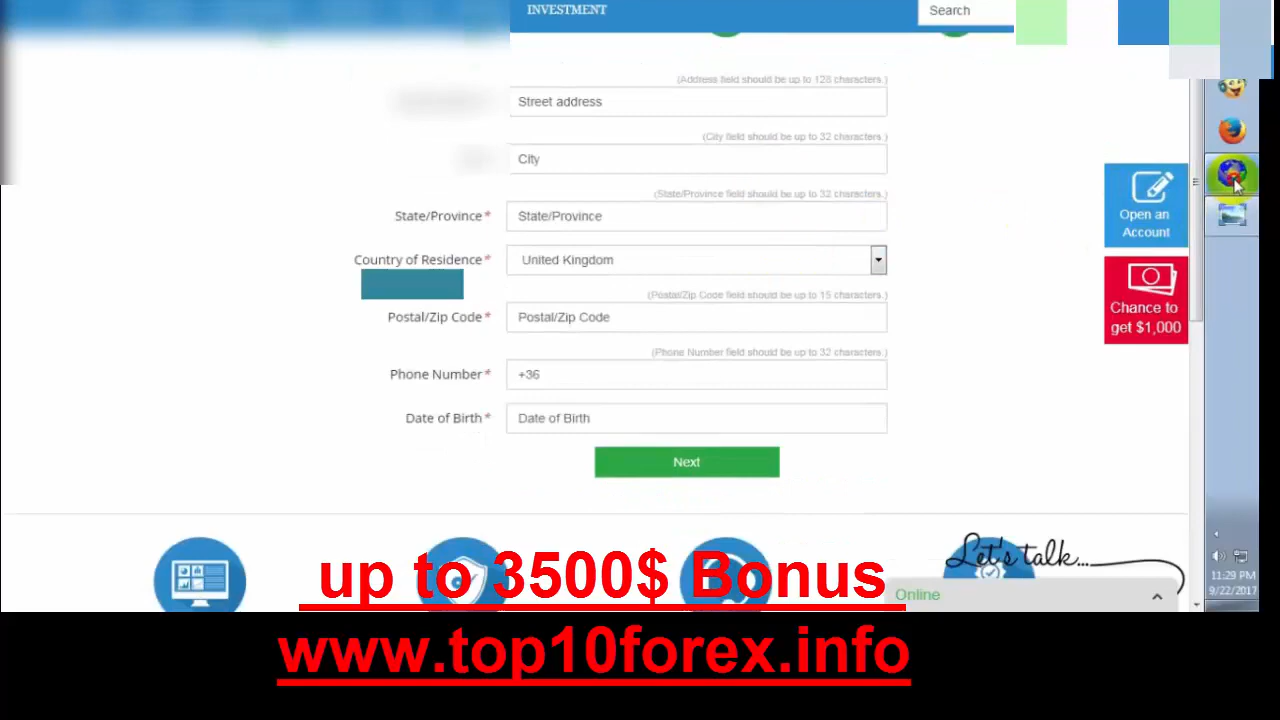 INVESTMENT
Search
(Address field should be up to 128 characters.)
Street address
(City field should be up to 32 characters.)
City
(State/Province field should be up to 32 characters.)
State/Province* State/Province
Country of Residence* United Kingdom
(Postal/Zip Code field should be up to 15 characters.)
Postal/Zip Code* Postal/Zip Code
(Phone Number field should be up to 32 characters.)
Phone Number* +36
Date of Birth* Date of Birth
Next
Open an
Account
Chance to
get $1,000
Let's talk...
Online
11:29 PM
9/22/2017
up to 3500$ Bonus
www.top10forex.info